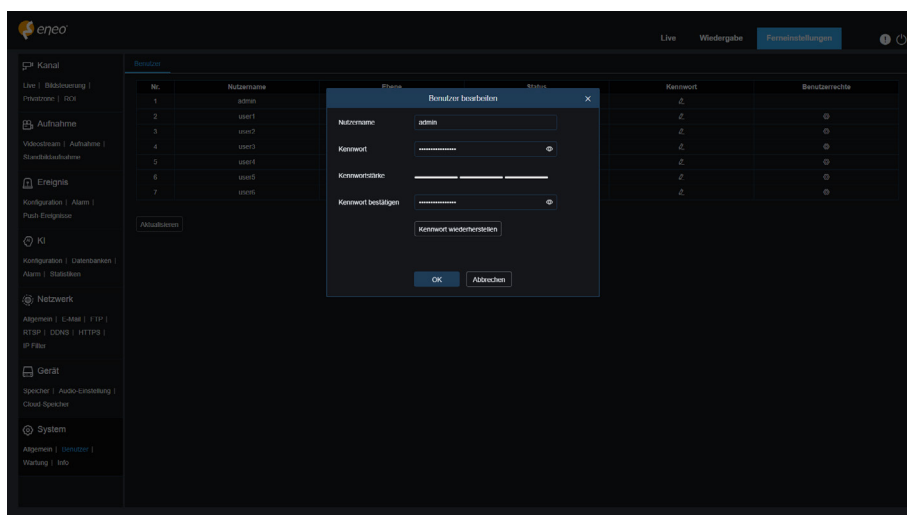 eneo
Live Wiedergabe Ferneinstellungen
Kanal
Live | Bildsteuerung |
Privatzone | ROI
Aufnahme
Videostream | Aufnahme |
Standbildaufnahme
Ereignis
Konfiguration | Alarm |
Push Ereignisse
KI
Konfiguration | Datenbanken |
Alarm | Statistiken
Netzwerk
Allgemein | E-Mail | FTP |
RTSP | DDNS | HTTPS |
IP Filter
Gerät
Speicher | Audio-Einstellung |
Cloud Speicher
System
Allgemein | Benutzer |
Wartung | Info
Benutzer
Nr. Nutzername Ebene Status Kennwort Benutzerrechte
1 admin
2 user1
3 user2
4 user3
5 user4
6 user5
7 user6
Aktualisieren
Benutzer bearbeiten
Nutzername admin
Kennwort ••••••••••••••••
Kennwortstärke
Kennwort bestätigen ••••••••••••••••
Kennwort wiederherstellen
OK Abbrechen